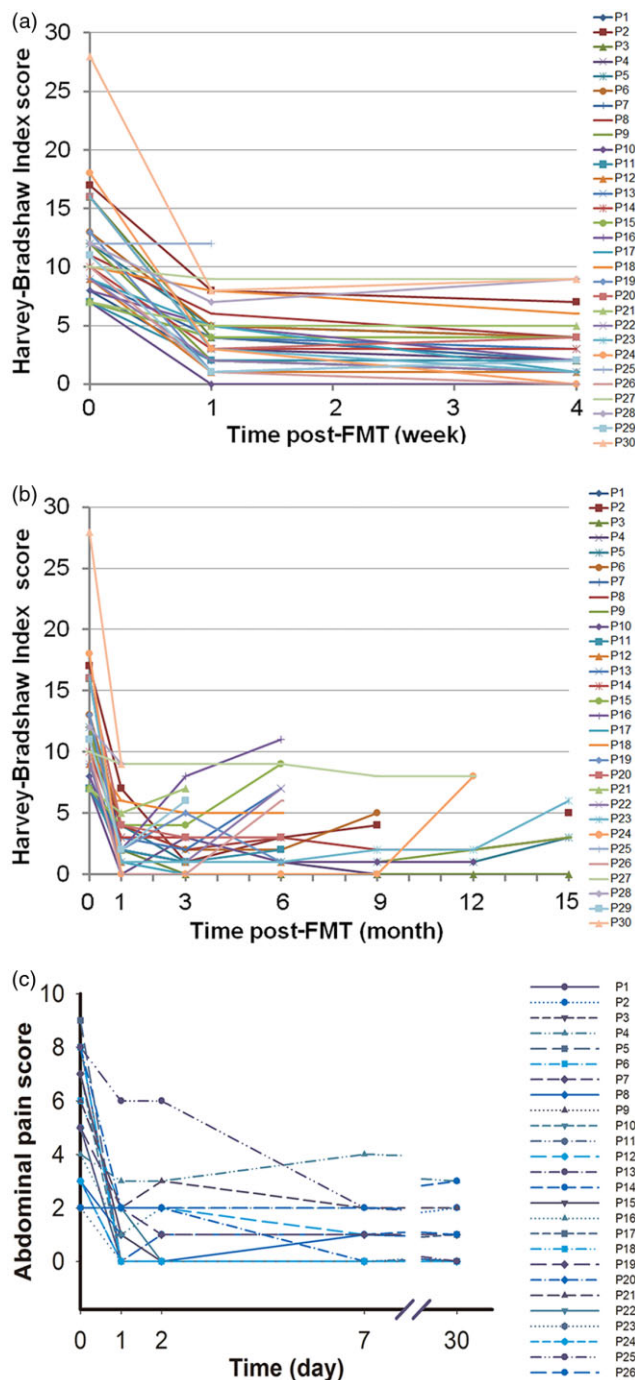 (a)
30
25
20
15
10
5
0
Harvey-Bradshaw Index score
0 1 2 3 4
Time post-FMT (week)
P1
P2
P3
P4
P5
P6
P7
P8
P9
P10
P11
P12
P13
P14
P15
P16
P17
P18
P19
P20
P21
P22
P23
P24
P25
P26
P27
P28
P29
P30
(b)
30
25
20
15
10
5
0
Harvey-Bradshaw Index score
0 1 3 6 9 12 15
Time post-FMT (month)
P1
P2
P3
P4
P5
P6
P7
P8
P9
P10
P11
P12
P13
P14
P15
P16
P17
P18
P19
P20
P21
P22
P23
P24
P25
P26
P27
P28
P29
P30
(c)
10
8
6
4
2
0
Abdominal pain score
0 1 2 7 30
Time (day)
P1
P2
P3
P4
P5
P6
P7
P8
P9
P10
P11
P12
P13
P14
P15
P16
P17
P18
P19
P20
P21
P22
P23
P24
P25
P26